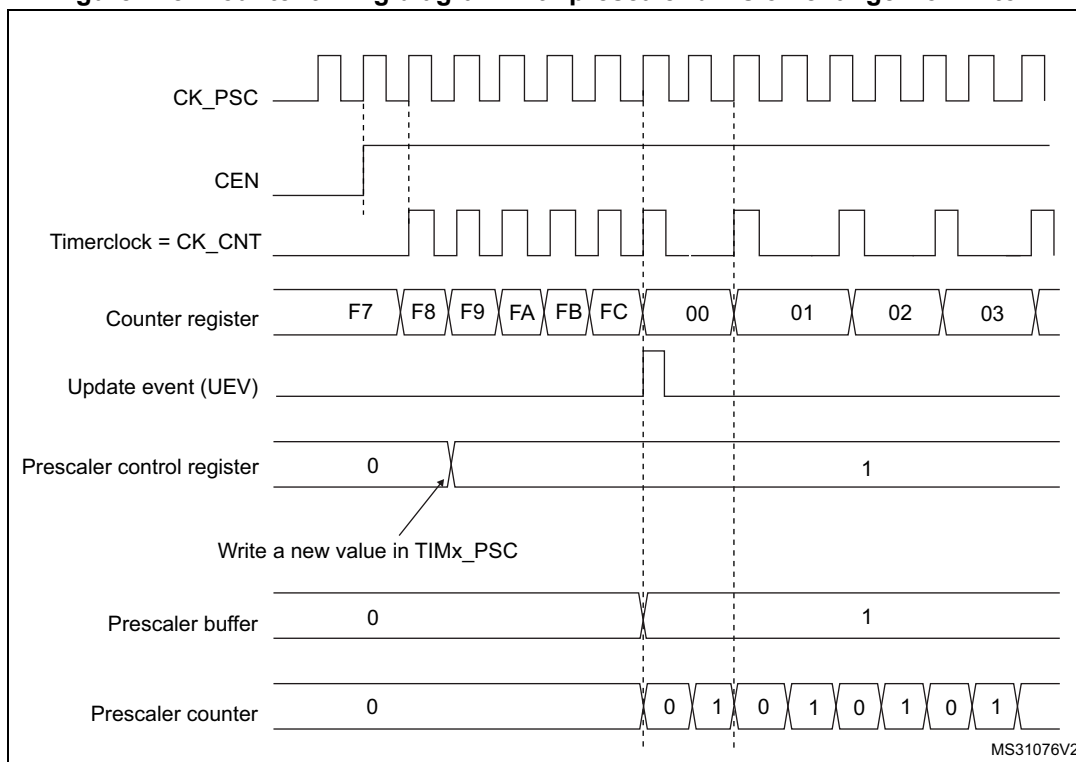 CK_PSC
CEN
Timerclock = CK_CNT
Counter register F7 F8 F9 FA FB FC 00 01 02 03
Update event (UEV)
Prescaler control register 0 1
Write a new value in TIMx_PSC
Prescaler buffer 0 1
Prescaler counter 0 0 1 0 1 0 1 0 1
MS31076V2